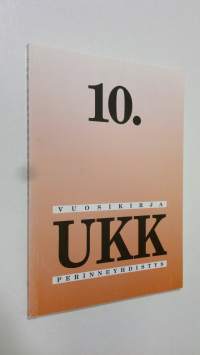 10.
VUOSIKIRJA
UKK
PERINNEYHDISTYS